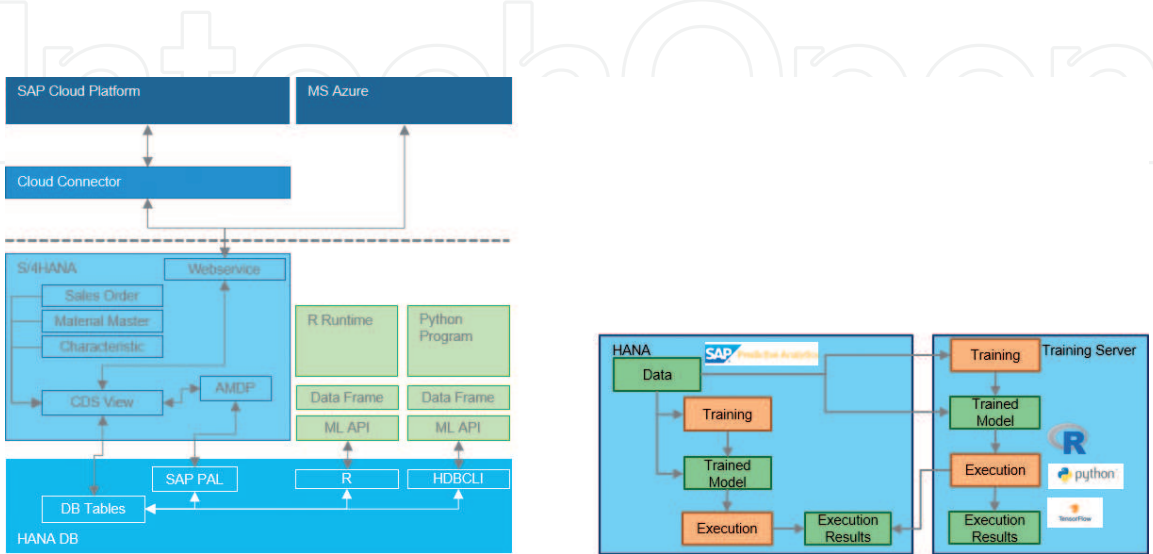 IntechOpen
SAP Cloud Platform
MS Azure
Cloud Connector
S/4HANA
Webservice
Sales Order
Material Master
Characteristic
CDS View
AMDP
R Runtime
Python
Program
Data Frame
Data Frame
ML API
ML API
SAP PAL
R
HDBCLI
DB Tables
HANA DB
HANA
SAP Predictive Analytics
Data
Training
Trained
Model
Execution
Execution
Results
Training
Training Server
Trained
Model
R
Execution
python
TensorFlow
Execution
Results